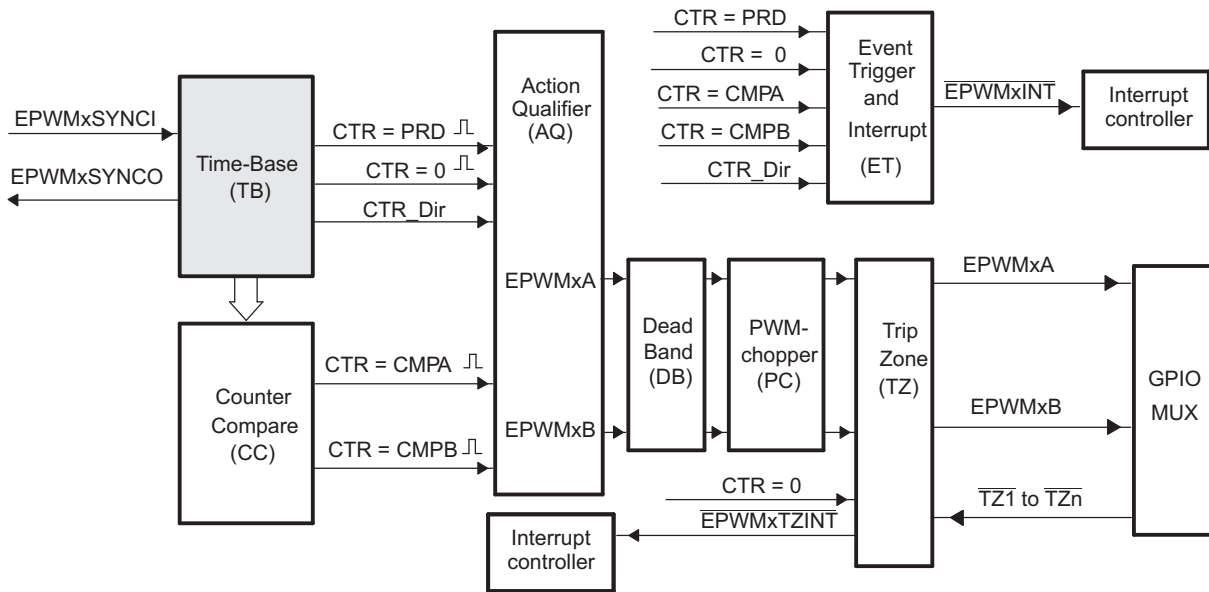 EPWMxSYNCI
EPWMxSYNCO
Time-Base
(TB)
CTR = PRD
CTR = 0
CTR_Dir
Counter
Compare
(CC)
CTR = CMPA
CTR = CMPB
Action
Qualifier
(AQ)
EPWMxA
EPWMxB
CTR = PRD
CTR = 0
CTR = CMPA
CTR = CMPB
CTR_Dir
Event
Trigger
and
Interrupt
(ET)
EPWMxINT
Interrupt
controller
Dead
Band
(DB)
PWM-
chopper
(PC)
Trip
Zone
(TZ)
CTR = 0
EPWMxTZINT
Interrupt
controller
EPWMxA
EPWMxB
TZ1 to TZn
GPIO
MUX